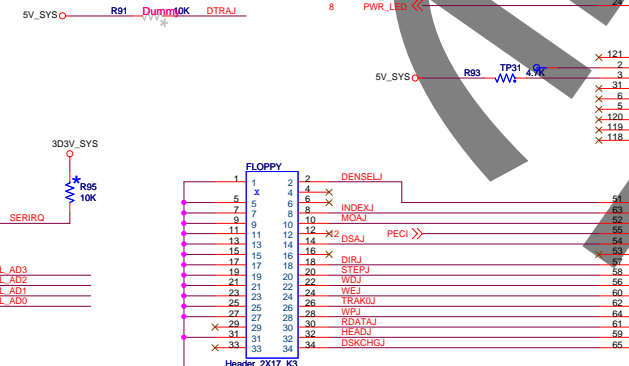 24
8 PWR_LED
5V_SYS R91 Dummy 10K DTRAJ
121
TP31
2
5V_SYS R93 4.7K 3
31
6
5
120
119
118
3D3V_SYS
R95
10K
SERIRQ
L_AD3
L_AD2
L_AD1
L_AD0
FLOPPY
1 1 2 2 DENSELJ 51
x 4 4
5 5 6 6
7 7 8 8 INDEXJ 63
9 9 10 10 MOAJ 52
11 11 12 12 12 PECI 55
13 13 14 14 DSAJ 54
15 15 16 16 53
17 17 18 18 DIRJ 57
19 19 20 20 STEPJ 58
21 21 22 22 WDJ 56
23 23 24 24 WEJ 60
25 25 26 26 TRAK0J 62
27 27 28 28 WPJ 64
29 29 30 30 RDATAJ 61
31 31 32 32 HEADJ 59
33 33 34 34 DSKCHGJ 65
Header_2X17_K3